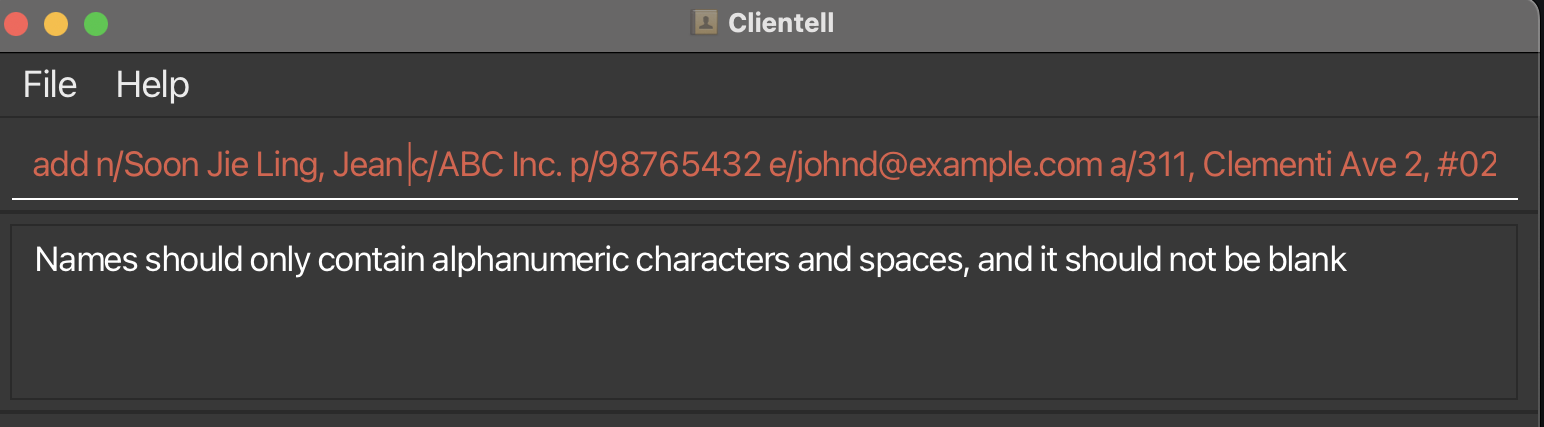 Clientell
File Help
add n/Soon Jie Ling, Jean c/ABC Inc. p/98765432 e/johnd@example.com a/311, Clementi Ave 2, #02
Names should only contain alphanumeric characters and spaces, and it should not be blank